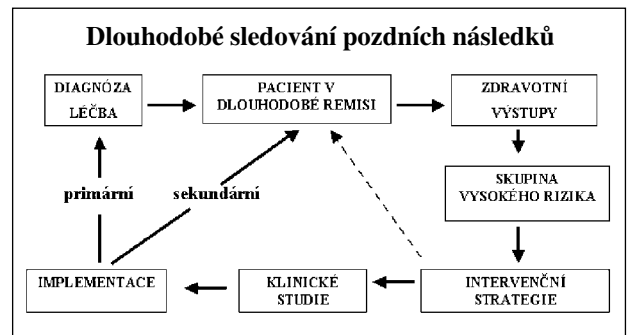 Dlouhodobé sledování pozdních následků
DIAGNÓZA
LÉČBA
PACIENT V
DLOUHODOBÉ REMISI
ZDRAVOTNÍ
VÝSTUPY
primární
sekundární
SKUPINA
VYSOKÉHO RIZIKA
IMPLEMENTACE
KLINICKÉ
STUDIE
INTERVENČNÍ
STRATEGIE